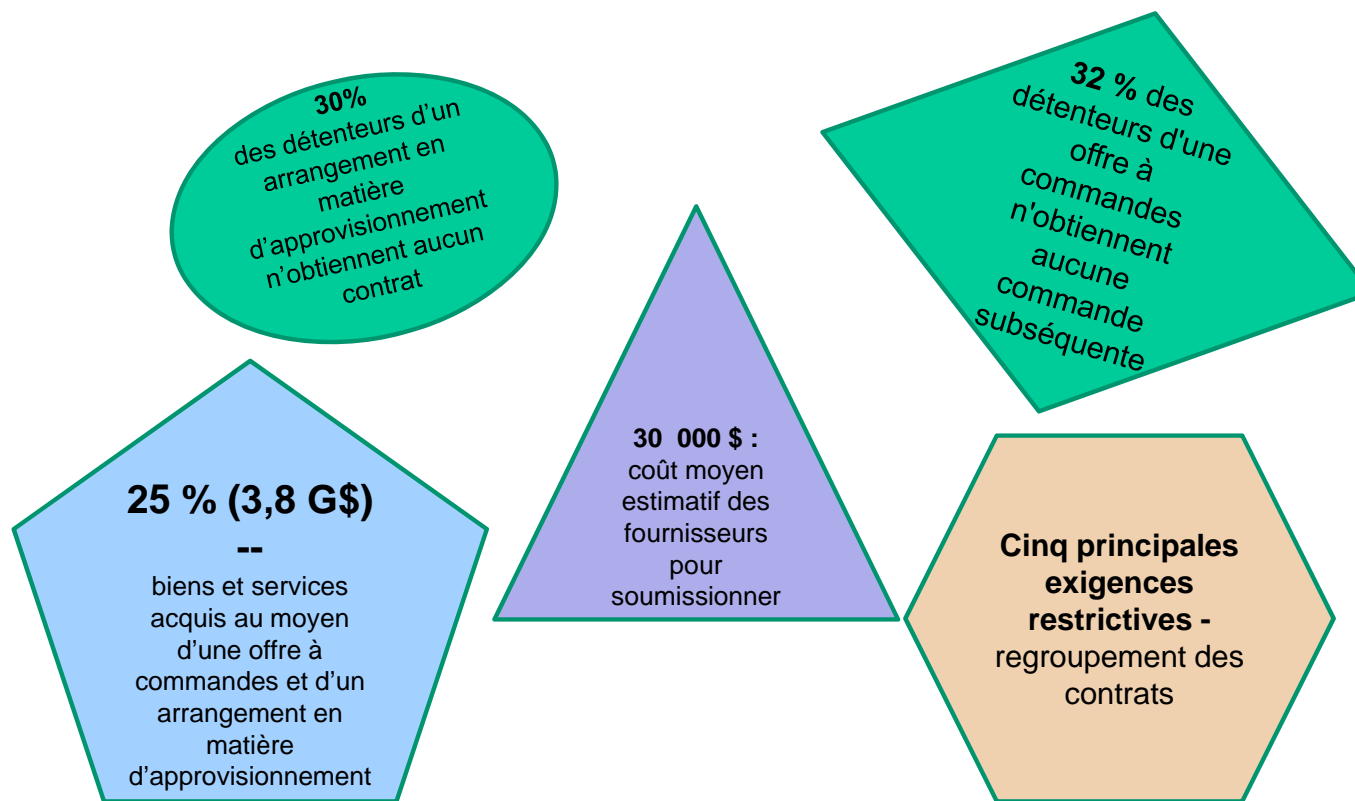 30%
des détenteurs d’un
arrangement en
matière
d’approvisionnement
n’obtiennent aucun
contrat
32 % des
détenteurs d'une
offre à
commandes
n'obtiennent
aucune
commande
subséquente
25 % (3,8 G$)
--
biens et services
acquis au moyen
d’une offre à
commandes et d’un
arrangement en
matière
d’approvisionnement
30 000 $ :
coût moyen
estimatif des
fournisseurs
pour
soumissionner
Cinq principales
exigences
restrictives -
regroupement des
contrats